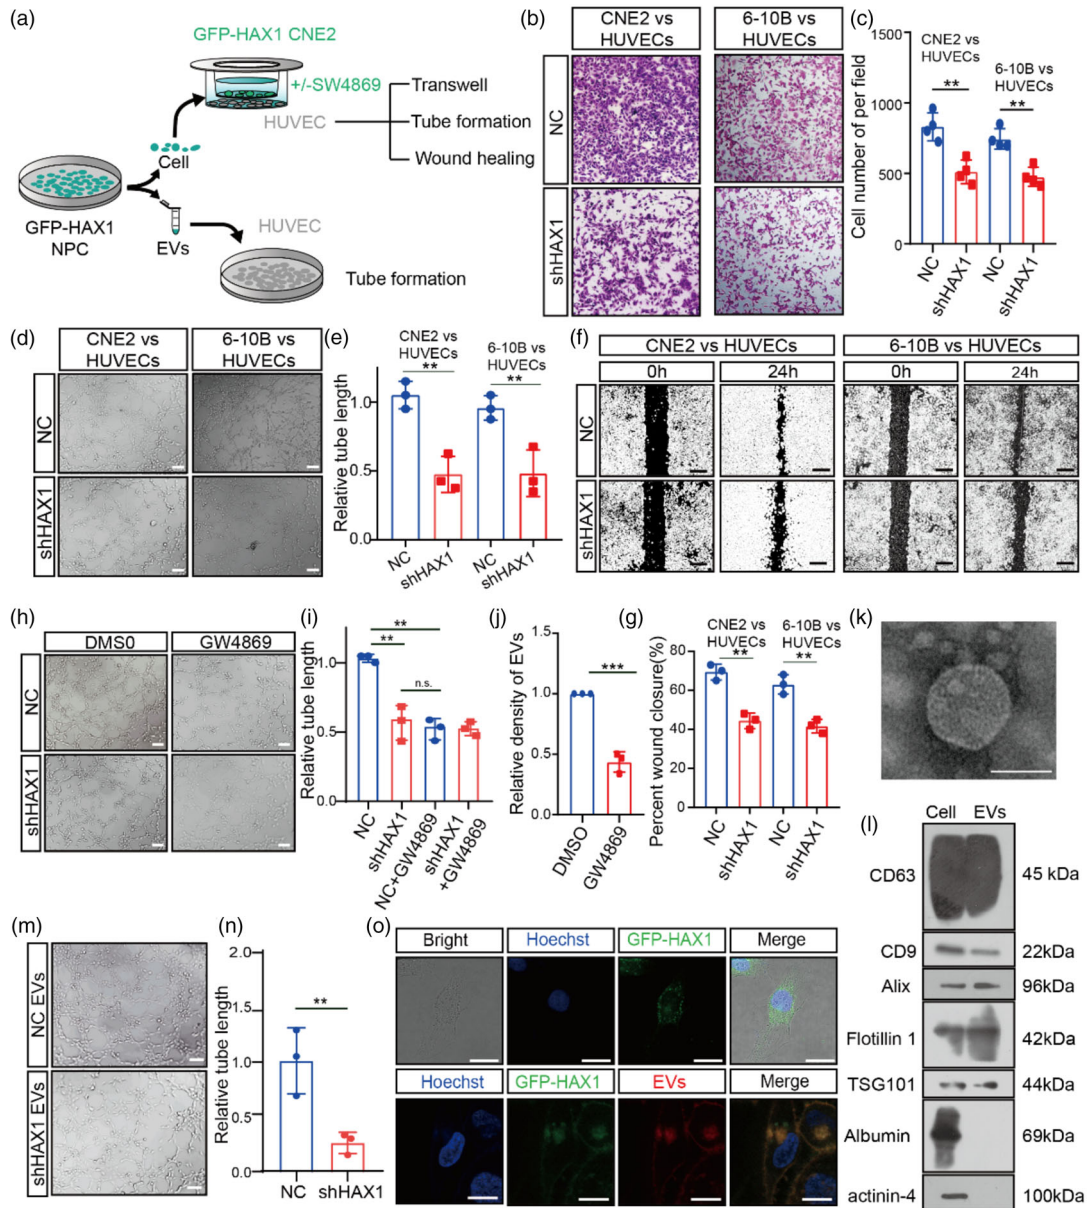 (a)
GFP-HAX1 CNE2
+/-SW4869
HUVEC
Transwell
Tube formation
Wound healing
Cell
GFP-HAX1
NPC
EVs
HUVEC
Tube formation
(b)
CNE2 vs
HUVECs
6-10B vs
HUVECs
NC
shHAX1
(c)
Cell number of per field
1500
1000
500
0
CNE2 vs
HUVECs
**
6-10B vs
HUVECs
**
NC
shHAX1
NC
shHAX1
(d)
CNE2 vs
HUVECs
6-10B vs
HUVECs
NC
shHAX1
(e)
Relative tube length
1.0
0.5
1.0
CNE2 vs
HUVECs
**
6-10B vs
HUVECs
**
NC
shHAX1
NC
shHAX1
(f)
CNE2 vs HUVECs
6-10B vs HUVECs
0h
24h
0h
24h
NC
shHAX1
(h)
DMS0
GW4869
NC
shHAX1
(i)
Relative tube length
1.0
0.5
0.0
**
**
n.s.
NC
shHAX1
NC+GW4869
shHAX1
+GW4869
(j)
Relative density of EVs
1.5
1.0
0.5
0.0
***
DMSO
GW4869
(g)
Percent wound closure(%)
80
60
40
20
0
CNE2 vs
HUVECs
**
6-10B vs
HUVECs
**
NC
shHAX1
NC
shHAX1
(k)
(l)
Cell EVs
CD63 45 kDa
CD9 22kDa
Alix 96kDa
Flotillin 1 42kDa
TSG101 44kDa
Albumin 69kDa
actinin-4 100kDa
(m)
NC EVs
shHAX1 EVs
(n)
Relative tube length
2.0
1.5
1.0
0.5
0.0
**
NC
shHAX1
(o)
Bright
Hoechst
GFP-HAX1
Merge
Hoechst
GFP-HAX1
EVs
Merge